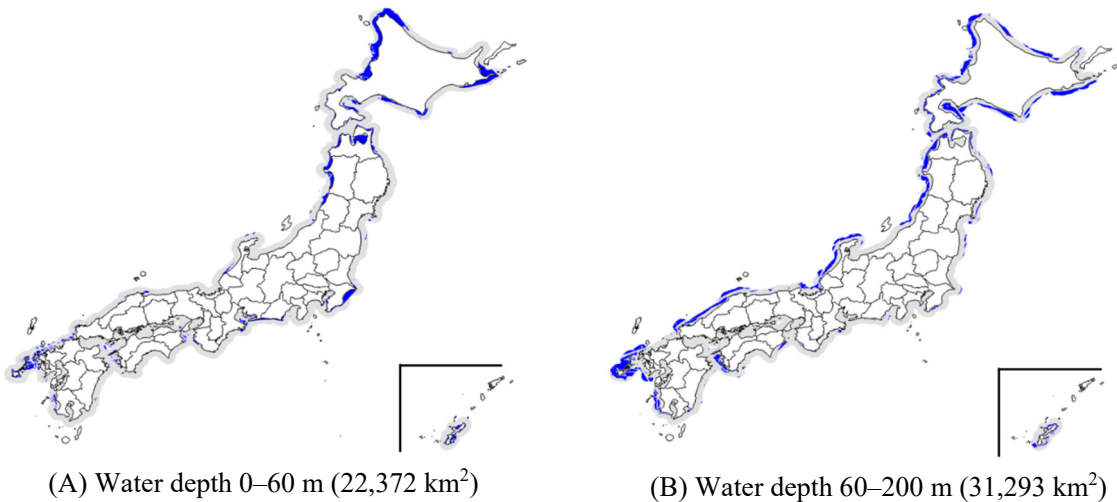 (A) Water depth 0–60 m (22,372 km²)
(B) Water depth 60–200 m (31,293 km²)